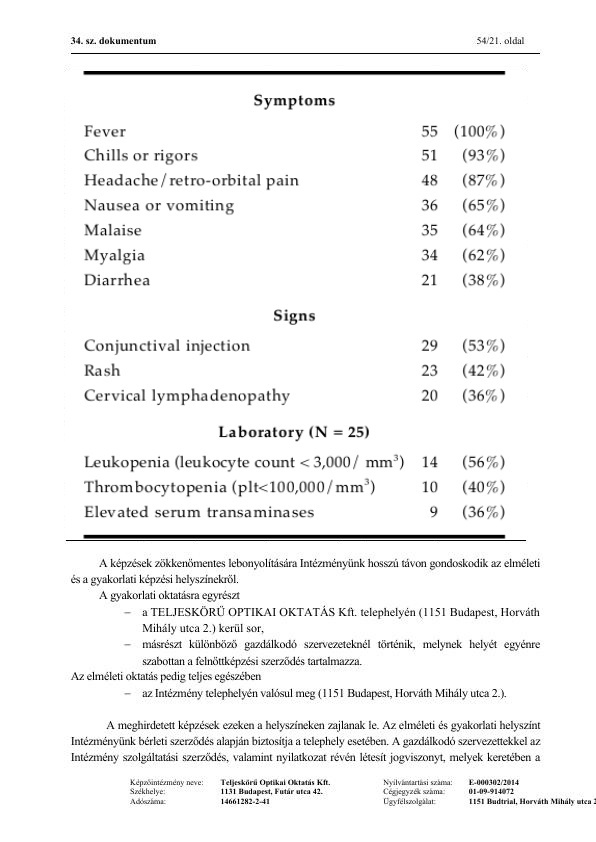 34. sz. dokumentum 54/21. oldal
Symptoms
Fever 55 (100%)
Chills or rigors 51 (93%)
Headache/retro-orbital pain 48 (87%)
Nausea or vomiting 36 (65%)
Malaise 35 (64%)
Myalgia 34 (62%)
Diarrhea 21 (38%)
Signs
Conjunctival injection 29 (53%)
Rash 23 (42%)
Cervical lymphadenopathy 20 (36%)
Laboratory (N = 25)
Leukopenia (leukocyte count < 3,000/ mm³) 14 (56%)
Thrombocytopenia (plt<100,000/mm³) 10 (40%)
Elevated serum transaminases 9 (36%)
A képzések zökkenőmentes lebonyolítására Intézményünk hosszú távon gondoskodik az elméleti
és a gyakorlati képzési helyszínekről.
A gyakorlati oktatásra egyrészt
– a TELJESKÖRŰ OPTIKAI OKTATÁS Kft. telephelyén (1151 Budapest, Horváth
Mihály utca 2.) kerül sor,
– másrészt különböző gazdálkodó szervezeteknél történik, melynek helyét egyénre
szabottan a felnőttképzési szerződés tartalmazza.
Az elméleti oktatás pedig teljes egészében
– az Intézmény telephelyén valósul meg (1151 Budapest, Horváth Mihály utca 2.).
A meghirdetett képzések ezeken a helyszíneken zajlanak le. Az elméleti és gyakorlati helyszínt
Intézményünk bérleti szerződés alapján biztosítja a telephely esetében. A gazdálkodó szervezettekkel az
Intézmény szolgáltatási szerződés, valamint nyilatkozat révén létesít jogviszonyt, melyek keretében a
Képzőintézmény neve: Teljeskörű Optikai Oktatás Kft. Nyilvántartási száma: E-000302/2014
Székhelye: 1131 Budapest, Futár utca 42. Cégjegyzék száma: 01-09-914072
Adószáma: 14661282-2-41 Ügyfélszolgálat: 1151 Budtrial, Horváth Mihály utca 2